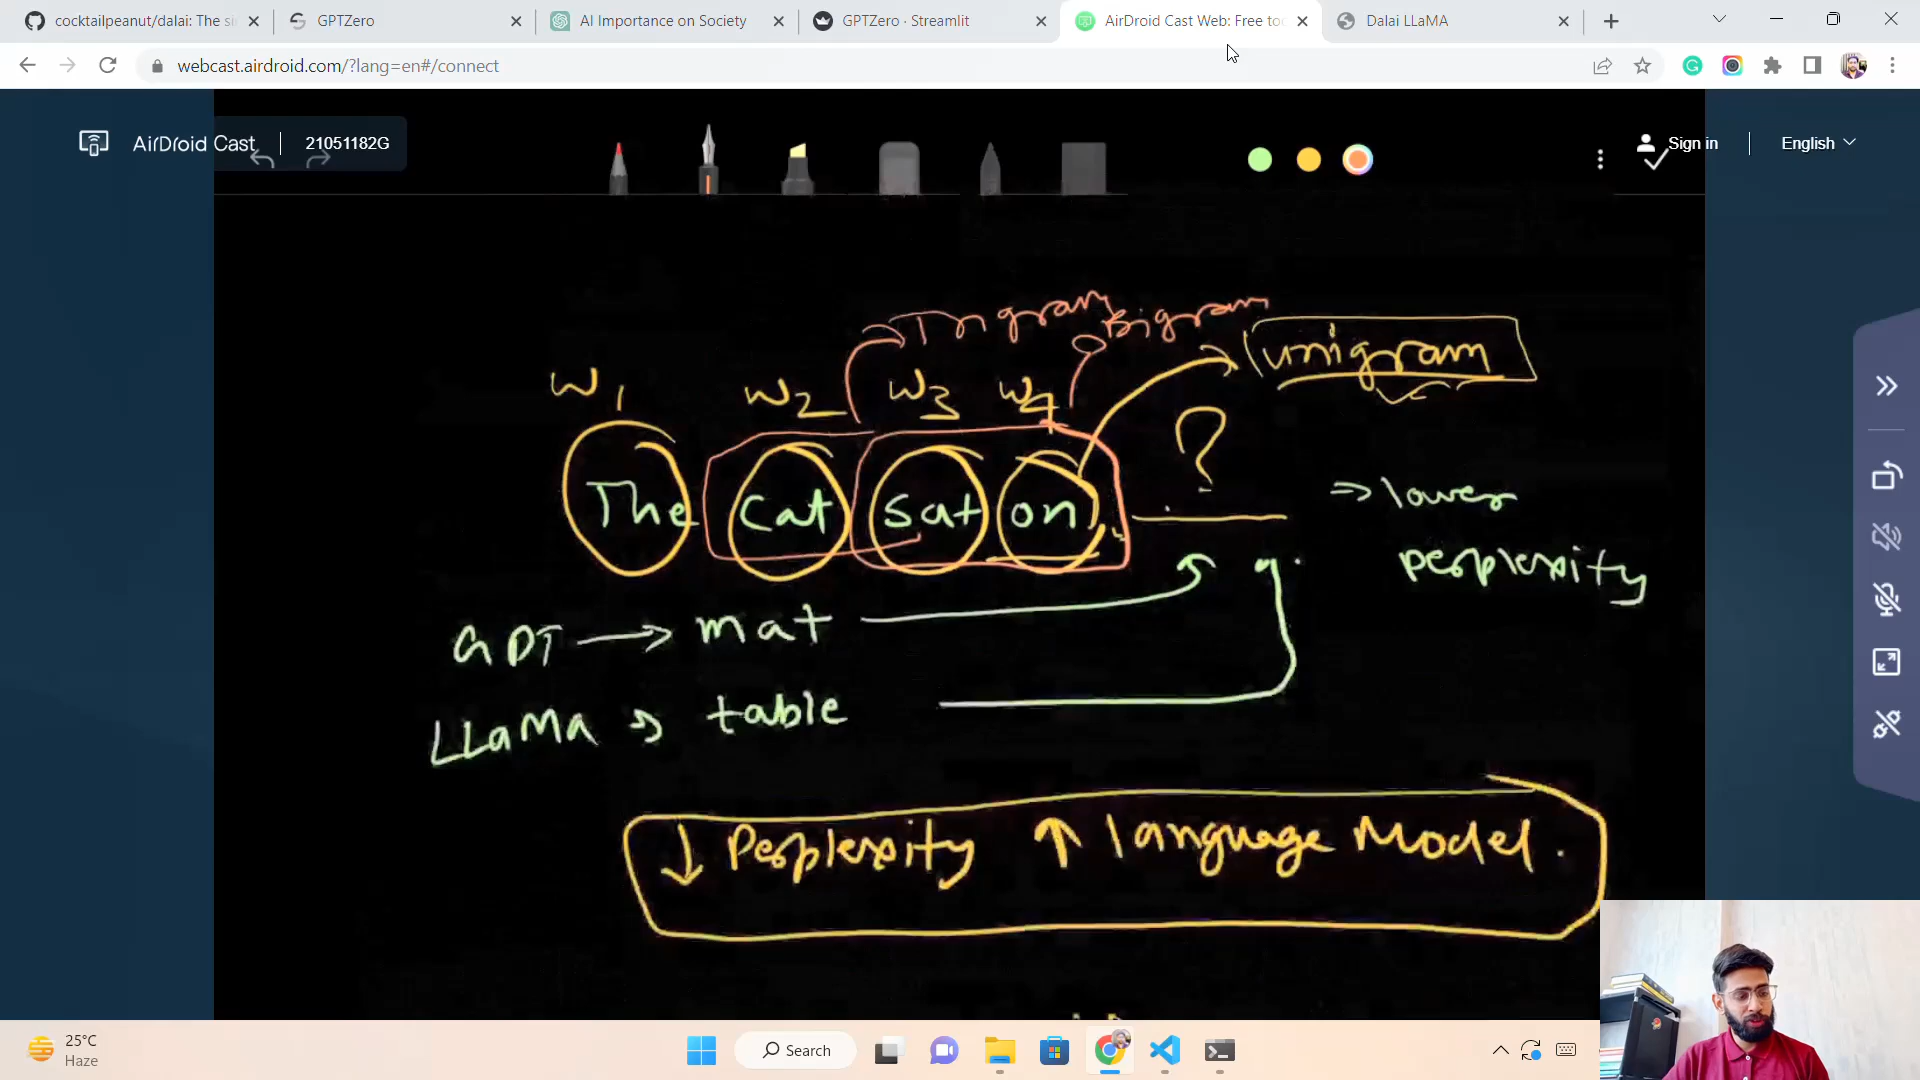 cocktailpeanut/dalai: The si
GPTZero
AI Importance on Society
GPTZero · Streamlit
AirDroid Cast Web: Free too
Dalai LLaMA
webcast.airdroid.com/?lang=en#/connect
AirDroid Cast
21051182G
Sign in
English
Trigram
Bigram
unigram
W1 W2 W3 W4
?
The Cat sat on
⇒ lower
perplexity
GPT → mat
LLaMa → table
↓ Perplexity ↑ language Model.
25°C
Haze
Search